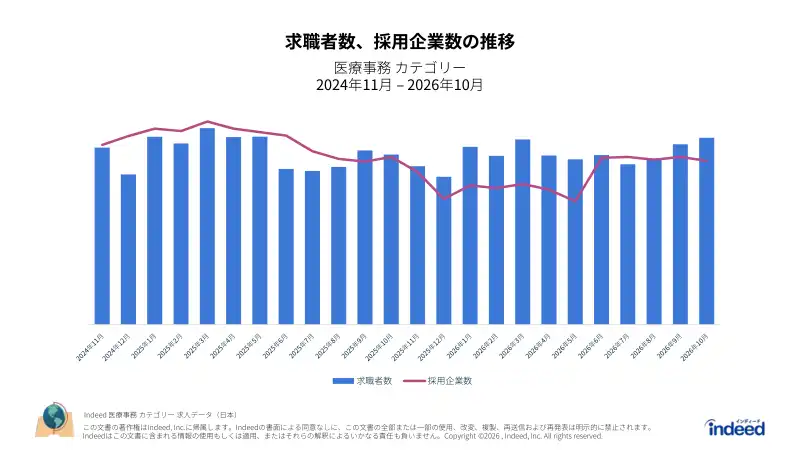 求職者数、採用企業数の推移
医療事務 カテゴリー
2024年11月 – 2026年10月
2024年11月
2024年12月
2025年1月
2025年2月
2025年3月
2025年4月
2025年5月
2025年6月
2025年7月
2025年8月
2025年9月
2025年10月
2025年11月
2025年12月
2026年1月
2026年2月
2026年3月
2026年4月
2026年5月
2026年6月
2026年7月
2026年8月
2026年9月
2026年10月
求職者数 採用企業数
Indeed 医療事務 カテゴリー 求人データ（日本）
この文書の著作権はIndeed, Inc.に帰属します。Indeedの書面による同意なしに、この文書の全部または一部の使用、改変、複製、再送信および再発表は明示的に禁止されます。
Indeedはこの文書に含まれる情報の使用もしくは適用、またはそれらの解釈によるいかなる責任も負いません。Copyright ©2026 , Indeed, Inc. All rights reserved.
インディード
indeed